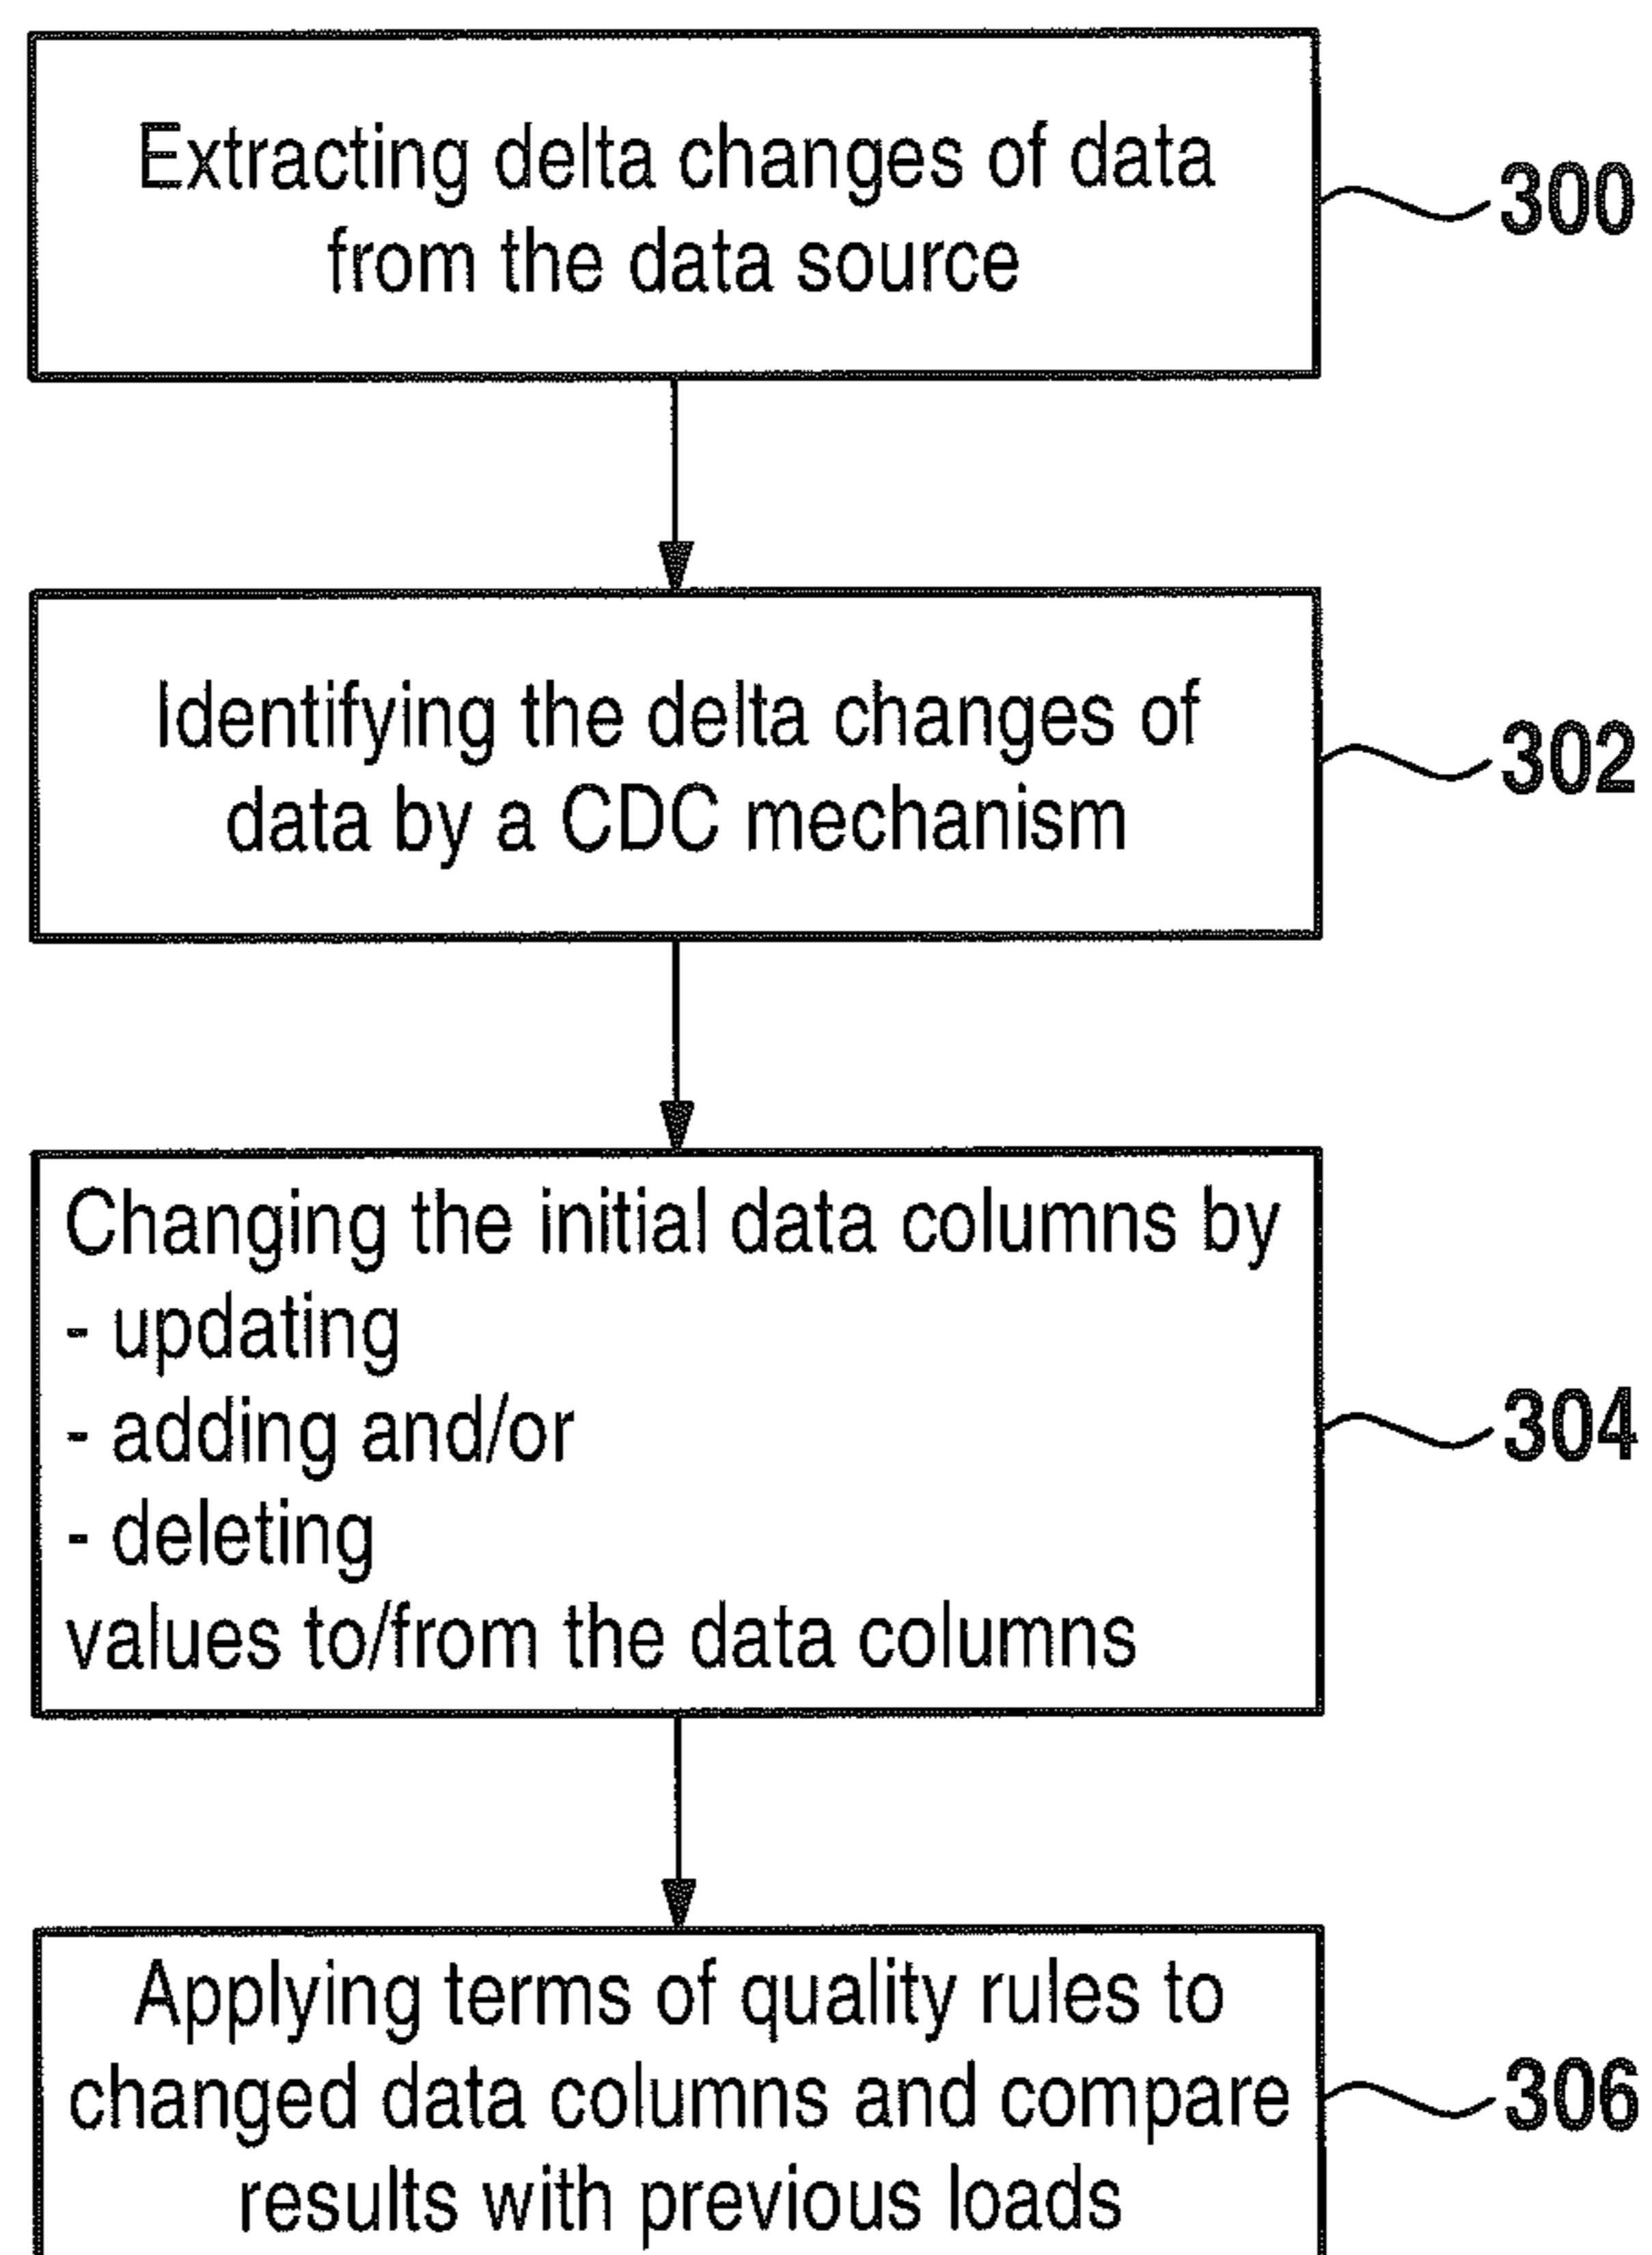 Extracting delta changes of data
from the data source
300
Identifying the delta changes of
data by a CDC mechanism
302
Changing the initial data columns by
- updating
- adding and/or
- deleting
values to/from the data columns
304
Applying terms of quality rules to
changed data columns and compare
results with previous loads
306